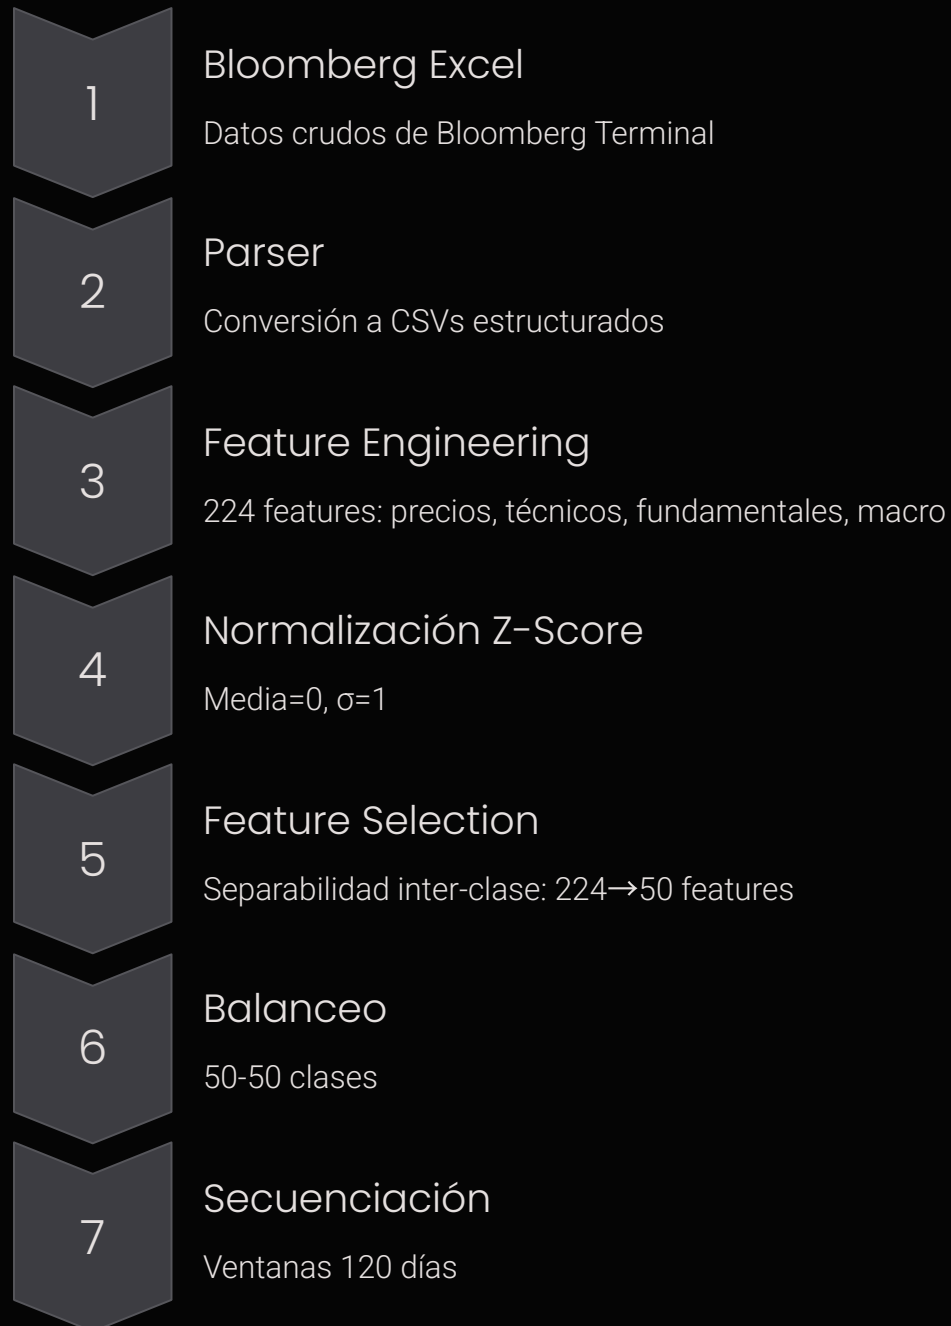 1
Bloomberg Excel
Datos crudos de Bloomberg Terminal
2
Parser
Conversión a CSVs estructurados
3
Feature Engineering
224 features: precios, técnicos, fundamentales, macro
4
Normalización Z-Score
Media=0, σ=1
5
Feature Selection
Separabilidad inter-clase: 224→50 features
6
Balanceo
50-50 clases
7
Secuenciación
Ventanas 120 días